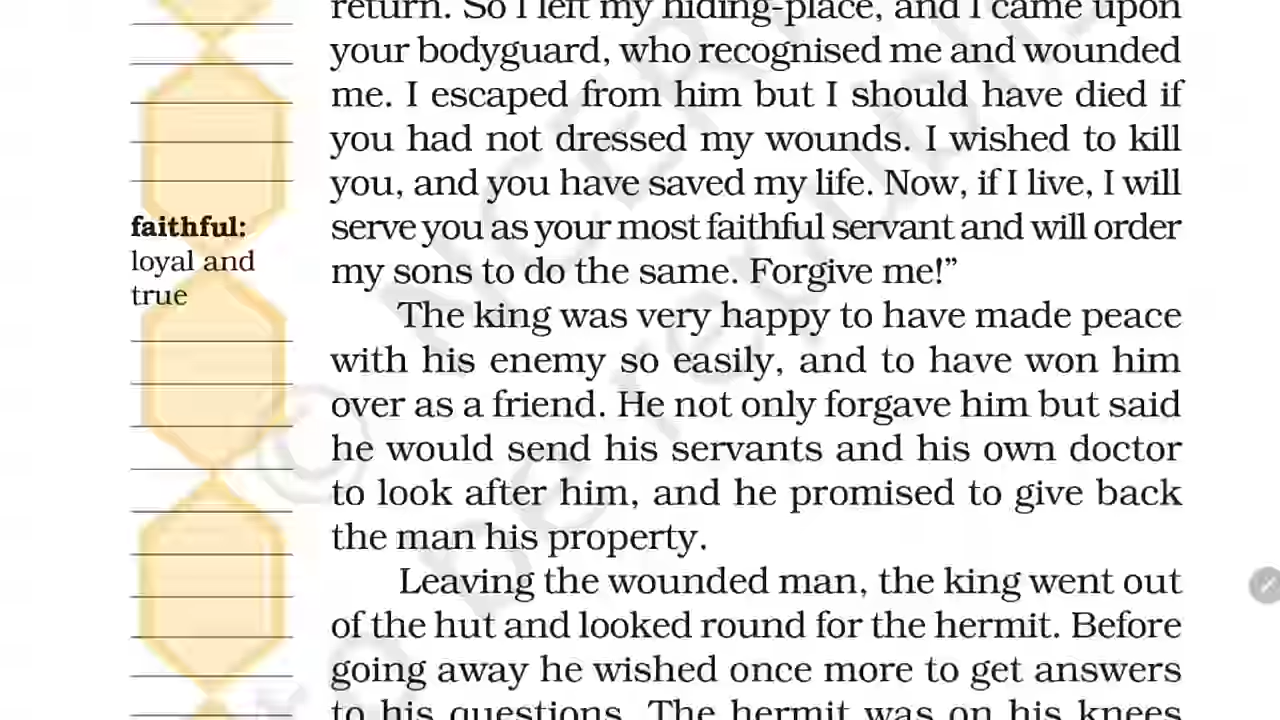 return. So I left my hiding-place, and I came upon
your bodyguard, who recognised me and wounded
me. I escaped from him but I should have died if
you had not dressed my wounds. I wished to kill
you, and you have saved my life. Now, if I live, I will
faithful:
loyal and
true
serve you as your most faithful servant and will order
my sons to do the same. Forgive me!”
The king was very happy to have made peace
with his enemy so easily, and to have won him
over as a friend. He not only forgave him but said
he would send his servants and his own doctor
to look after him, and he promised to give back
the man his property.
Leaving the wounded man, the king went out
of the hut and looked round for the hermit. Before
going away he wished once more to get answers
to his questions. The hermit was on his knees